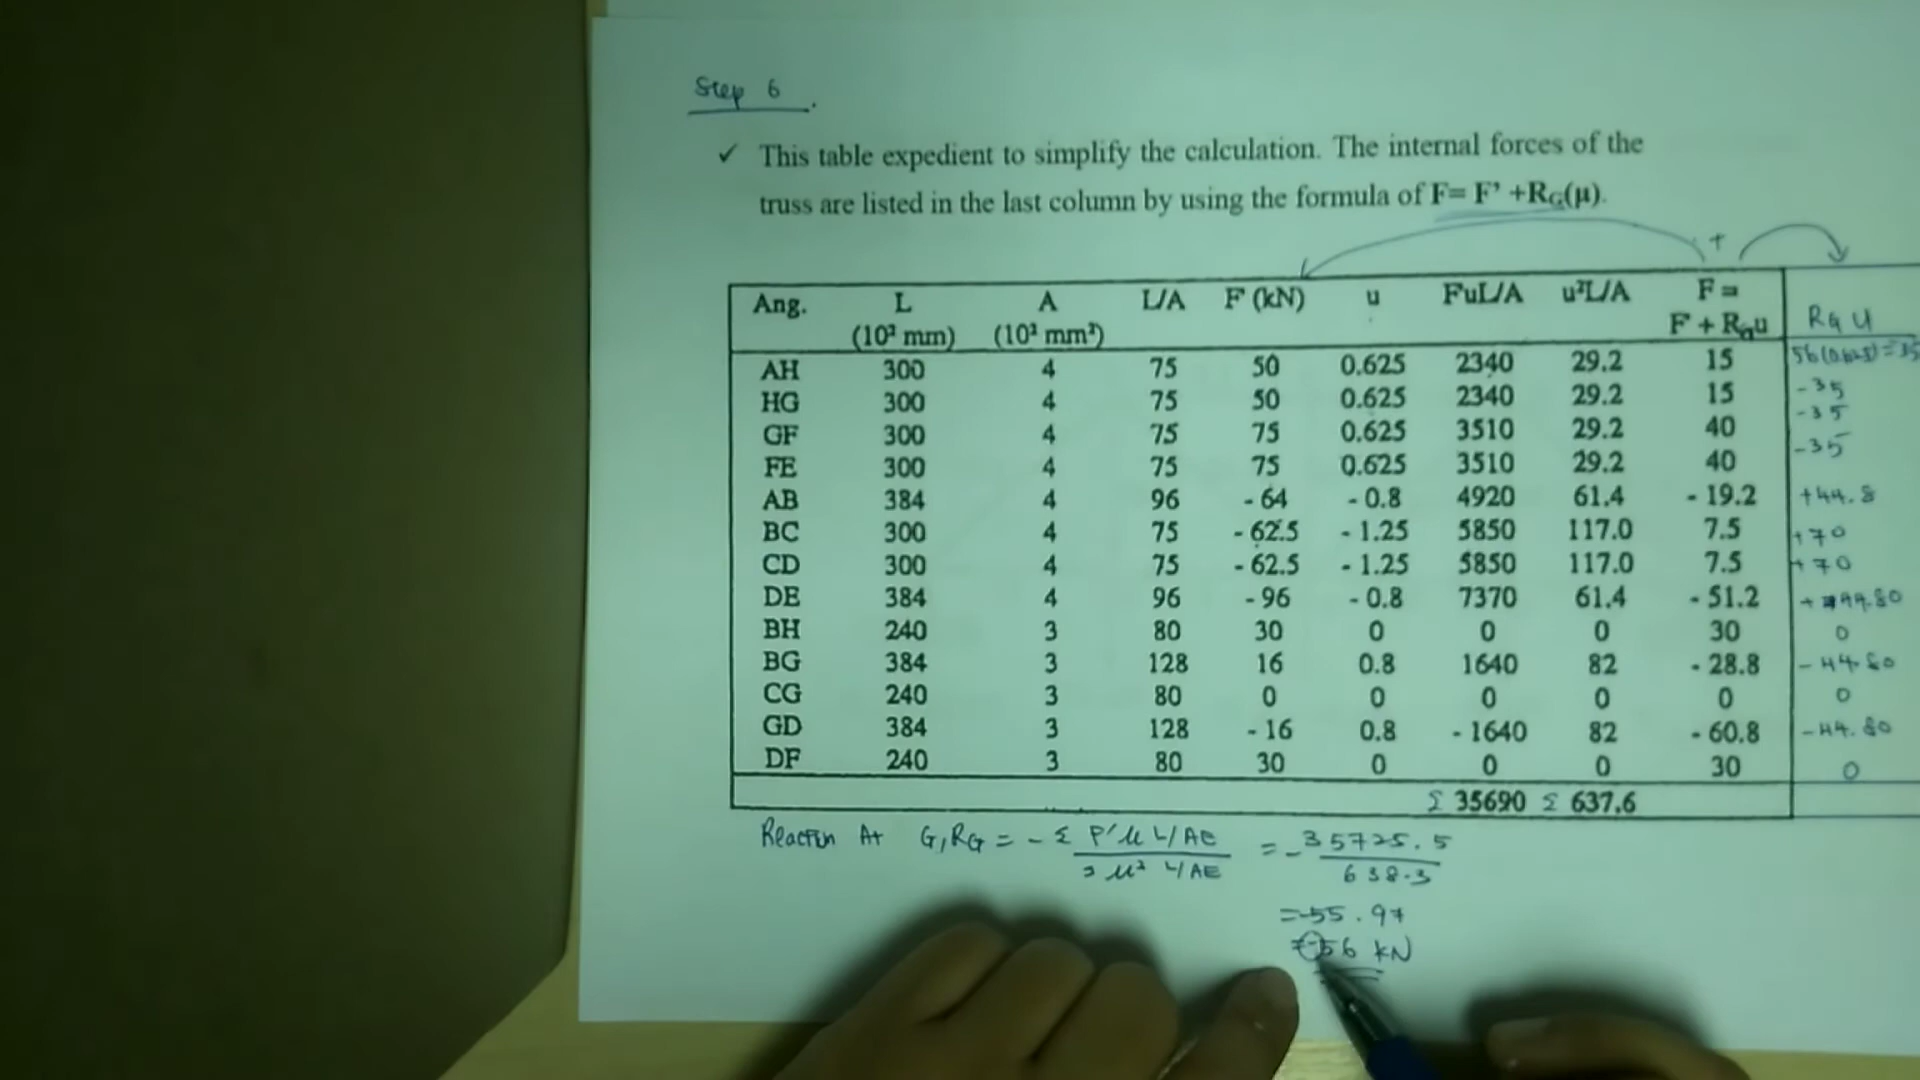 Step 6
✓ This table expedient to simplify the calculation. The internal forces of the
truss are listed in the last column by using the formula of F= F' +RG(μ).
+
Ang. L (10² mm) A (10³ mm²) L/A F' (kN) u F'uL/A u²L/A F = F' + RGu RG U
AH 300 4 75 50 0.625 2340 29.2 15 56(0.625)=35
HG 300 4 75 50 0.625 2340 29.2 15 -35
GF 300 4 75 75 0.625 3510 29.2 40 -35
FE 300 4 75 75 0.625 3510 29.2 40 -35
AB 384 4 96 - 64 - 0.8 4920 61.4 - 19.2 +44.8
BC 300 4 75 - 62.5 - 1.25 5850 117.0 7.5 +70
CD 300 4 75 - 62.5 - 1.25 5850 117.0 7.5 +70
DE 384 4 96 - 96 - 0.8 7370 61.4 - 51.2 +44.80
BH 240 3 80 30 0 0 0 30 0
BG 384 3 128 16 0.8 1640 82 - 28.8 -44.80
CG 240 3 80 0 0 0 0 0 0
GD 384 3 128 - 16 0.8 - 1640 82 - 60.8 -44.80
DF 240 3 80 30 0 0 0 30 0
Σ 35690 Σ 637.6
Reaction At G, RG = - Σ P'μ L/AE / Σ μ² L/AE = - 35725.5 / 638.3
= -55.97
= -56 kN